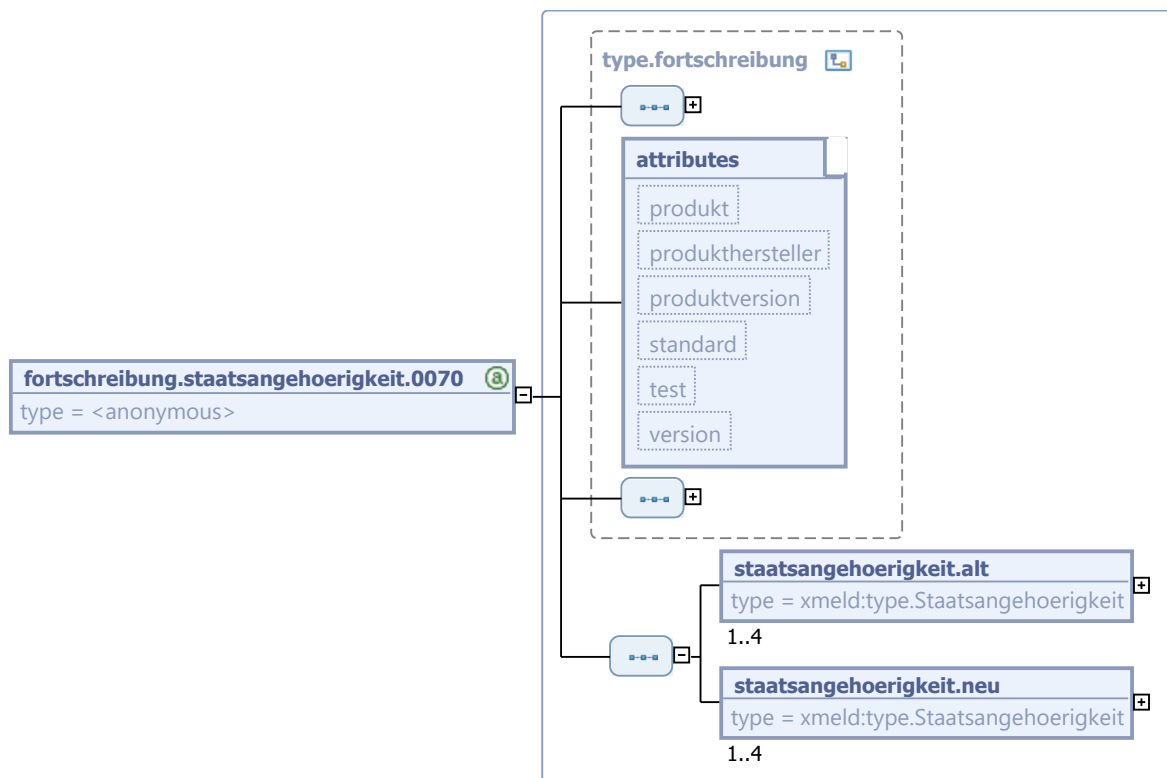 type.fortschreibung
attributes
produkt
produkthersteller
produktversion
standard
test
version
fortschreibung.staatsangehoerigkeit.0070 a
type = <anonymous>
staatsangehoerigkeit.alt
type = xmeld:type.Staatsangehoerigkeit
1..4
staatsangehoerigkeit.neu
type = xmeld:type.Staatsangehoerigkeit
1..4